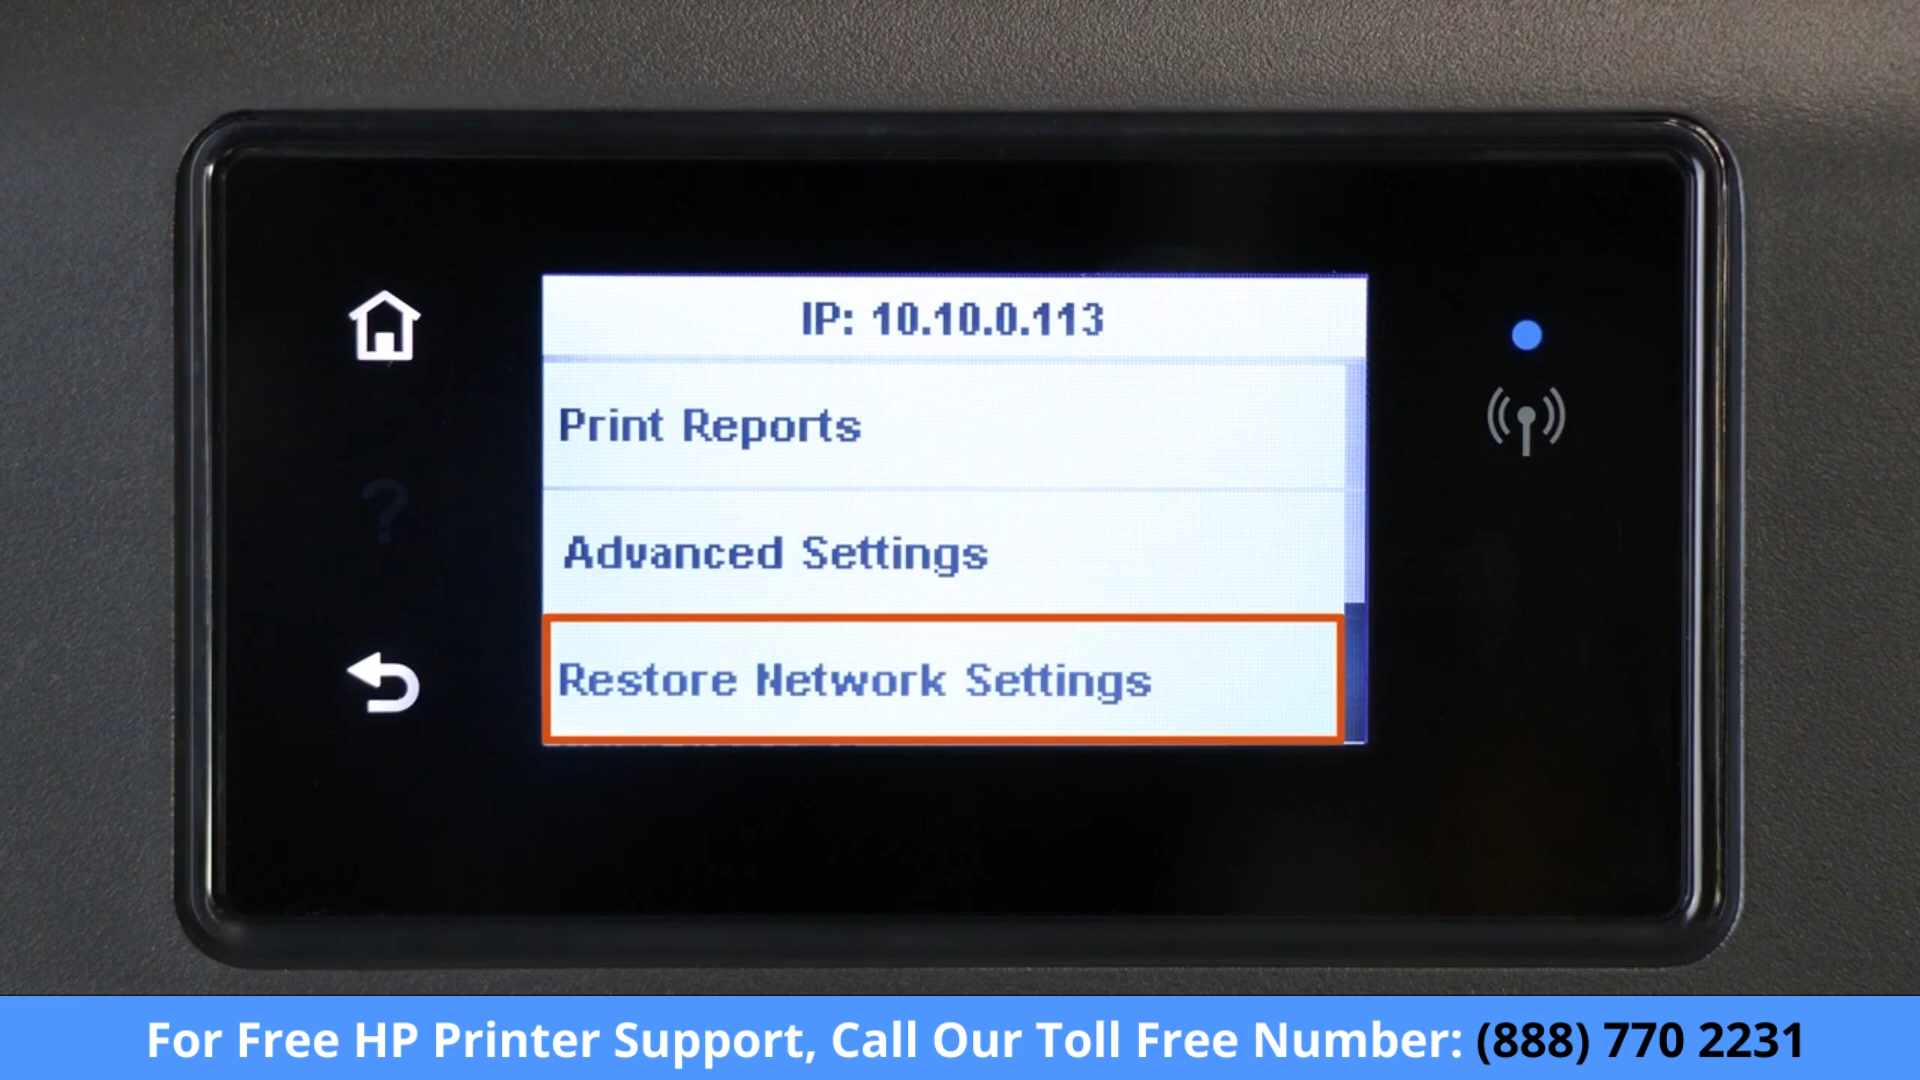 IP: 10.10.0.113
Print Reports
?
Advanced Settings
Restore Network Settings
For Free HP Printer Support, Call Our Toll Free Number: (888) 770 2231